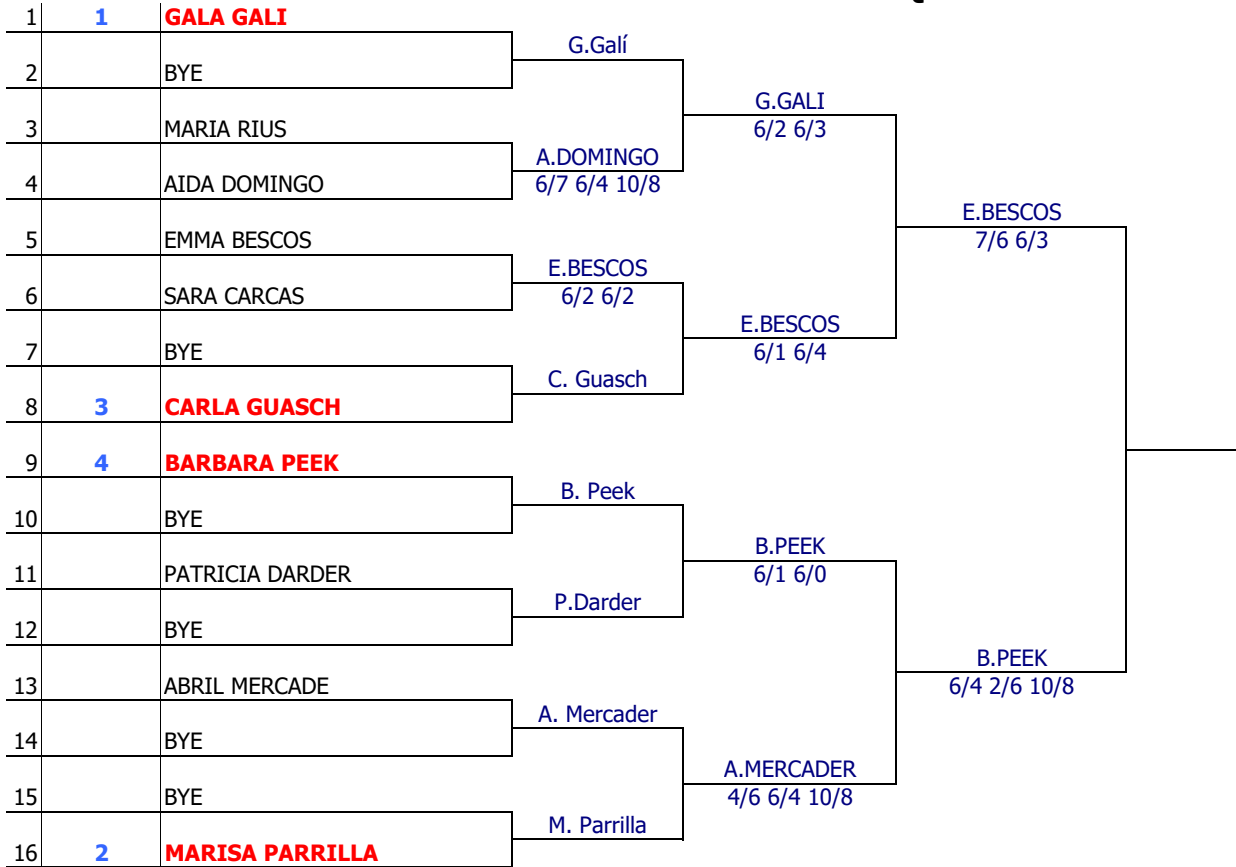 1 1 GALA GALI
G.Galí
2 BYE
G.GALI
3 MARIA RIUS
6/2 6/3
A.DOMINGO
4 AIDA DOMINGO
6/7 6/4 10/8
E.BESCOS
5 EMMA BESCOS
7/6 6/3
E.BESCOS
6 SARA CARCAS
6/2 6/2
E.BESCOS
7 BYE
6/1 6/4
C. Guasch
8 3 CARLA GUASCH
9 4 BARBARA PEEK
B. Peek
10 BYE
B.PEEK
11 PATRICIA DARDER
6/1 6/0
P.Darder
12 BYE
B.PEEK
13 ABRIL MERCADE
6/4 2/6 10/8
A. Mercader
14 BYE
A.MERCADER
15 BYE
4/6 6/4 10/8
M. Parrilla
16 2 MARISA PARRILLA